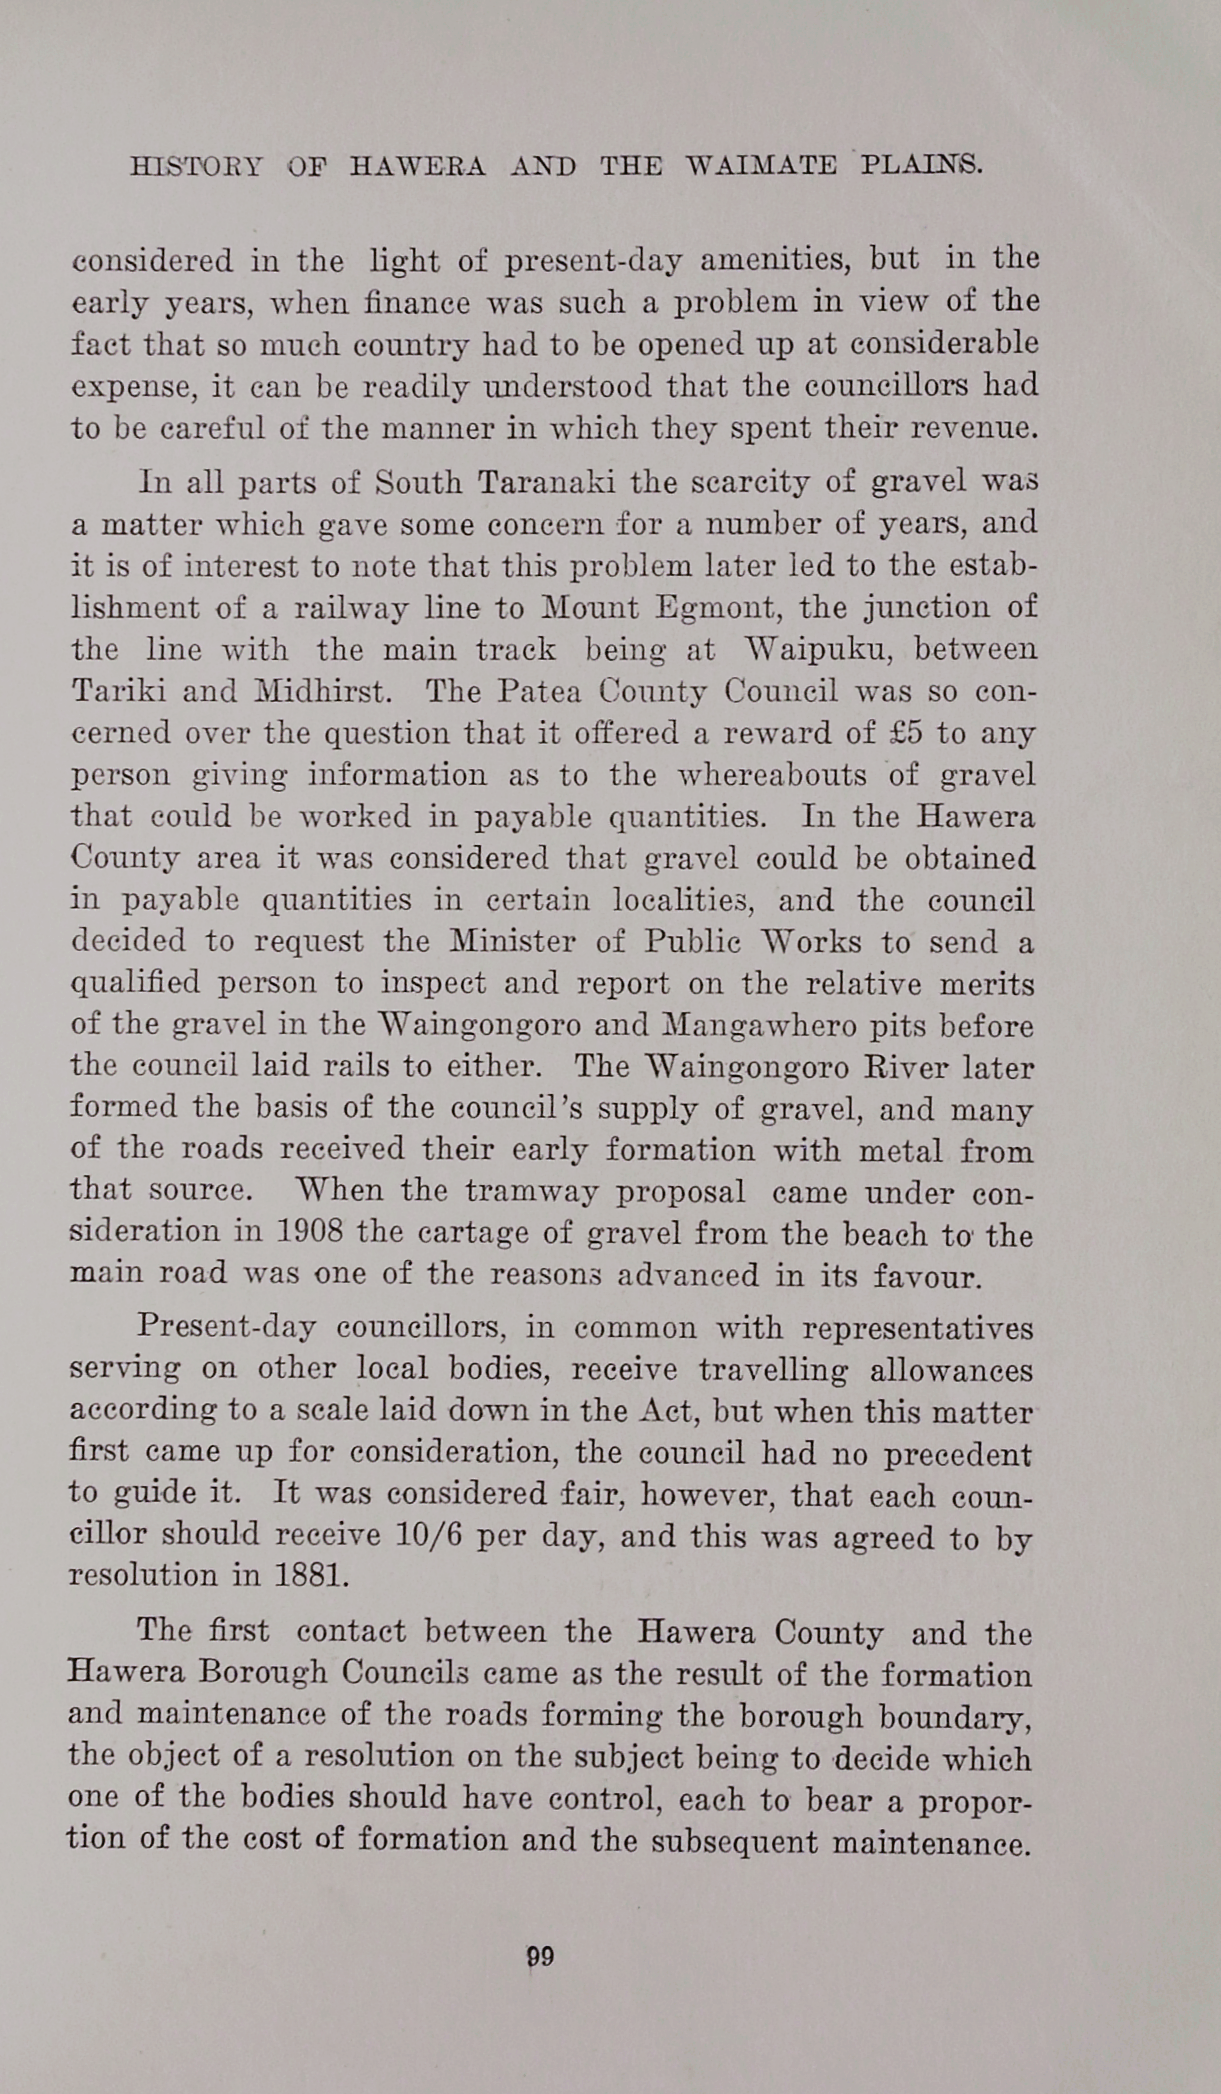 HISTORY OF HAWERA AND THE WAIMATE PLAINS.
considered in the light of present-day amenities, but in the
early years, when finance was such a problem in view of the
fact that so much country had to be opened up at considerable
expense, it can be readily understood that the councillors had
to be careful of the manner in which they spent their revenue.
In all parts of South Taranaki the scarcity of gravel was
a matter which gave some concern for a number of years, and
it is of interest to note that this problem later led to the estab-
lishment of a railway line to Mount Egmont, the junction of
the line with the main track being at Waipuku, between
Tariki and Midhirst. The Patea County Council was so con-
cerned over the question that it offered a reward of £5 to any
person giving information as to the whereabouts of gravel
that could be worked in payable quantities. In the Hawera
County area it was considered that gravel could be obtained
in payable quantities in certain localities, and the council
decided to request the Minister of Public Works to send a
qualified person to inspect and report on the relative merits
of the gravel in the Waingongoro and Mangawhero pits before
the council laid rails to either. The Waingongoro River later
formed the basis of the council's supply of gravel, and many
of the roads received their early formation with metal from
that source. When the tramway proposal came under con-
sideration in 1908 the cartage of gravel from the beach to the
main road was one of the reasons advanced in its favour.
Present-day councillors, in common with representatives
serving on other local bodies, receive travelling allowances
according to a scale laid down in the Act, but when this matter
first came up for consideration, the council had no precedent
to guide it. It was considered fair, however, that each coun-
cillor should receive 10/6 per day, and this was agreed to by
resolution in 1881.
The first contact between the Hawera County and the
Hawera Borough Councils came as the result of the formation
and maintenance of the roads forming the borough boundary,
the object of a resolution on the subject being to decide which
one of the bodies should have control, each to bear a propor-
tion of the cost of formation and the subsequent maintenance.
99